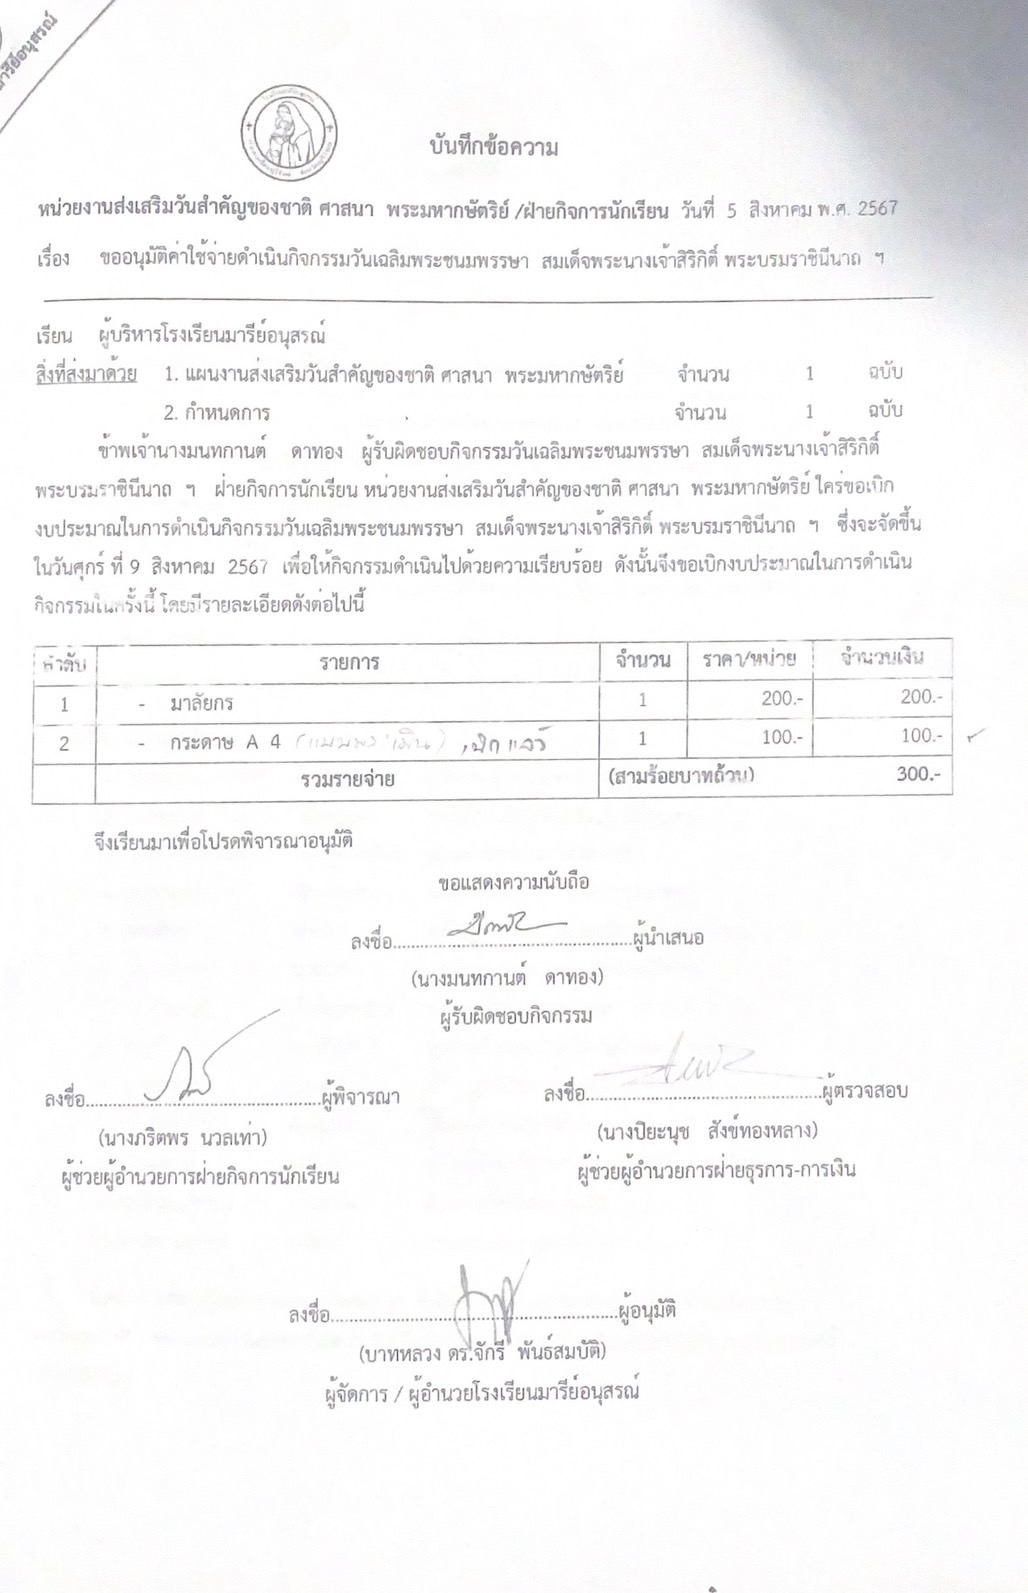 มารีย์อนุสรณ์
บันทึกข้อความ
หน่วยงานส่งเสริมวันสำคัญของชาติ ศาสนา พระมหากษัตริย์ /ฝ่ายกิจการนักเรียน วันที่ 5 สิงหาคม พ.ศ. 2567
เรื่อง ขออนุมัติค่าใช้จ่ายดำเนินกิจกรรมวันเฉลิมพระชนมพรรษา สมเด็จพระนางเจ้าสิริกิติ์ พระบรมราชินีนาถ ฯ
เรียน ผู้บริหารโรงเรียนมารีย์อนุสรณ์
สิ่งที่ส่งมาด้วย 1. แผนงานส่งเสริมวันสำคัญของชาติ ศาสนา พระมหากษัตริย์ จำนวน 1 ฉบับ
2. กำหนดการ จำนวน 1 ฉบับ
ข้าพเจ้านางมนทกานต์ ดาทอง ผู้รับผิดชอบกิจกรรมวันเฉลิมพระชนมพรรษา สมเด็จพระนางเจ้าสิริกิติ์
พระบรมราชินีนาถ ฯ ฝ่ายกิจการนักเรียน หน่วยงานส่งเสริมวันสำคัญของชาติ ศาสนา พระมหากษัตริย์ ใคร่ขอเบิก
งบประมาณในการดำเนินกิจกรรมวันเฉลิมพระชนมพรรษา สมเด็จพระนางเจ้าสิริกิติ์ พระบรมราชินีนาถ ฯ ซึ่งจะจัดขึ้น
ในวันศุกร์ ที่ 9 สิงหาคม 2567 เพื่อให้กิจกรรมดำเนินไปด้วยความเรียบร้อย ดังนั้นจึงขอเบิกงบประมาณในการดำเนิน
กิจกรรมในครั้งนี้ โดยมีรายละเอียดดังต่อไปนี้
ลำดับ รายการ จำนวน ราคา/หน่วย จำนวนเงิน
1 - มาลัยกร 1 200.- 200.-
2 - กระดาษ A 4 เบิกแล้ว 1 100.- 100.-
รวมรายจ่าย (สามร้อยบาทถ้วน) 300.-
จึงเรียนมาเพื่อโปรดพิจารณาอนุมัติ
ขอแสดงความนับถือ
ลงชื่อ............................................ผู้นำเสนอ
(นางมนทกานต์ ดาทอง)
ผู้รับผิดชอบกิจกรรม
ลงชื่อ............................................ผู้พิจารณา ลงชื่อ............................................ผู้ตรวจสอบ
(นางภริตพร นวลเท่า) (นางปิยะนุช สังข์ทองหลาง)
ผู้ช่วยผู้อำนวยการฝ่ายกิจการนักเรียน ผู้ช่วยผู้อำนวยการฝ่ายธุรการ-การเงิน
ลงชื่อ............................................ผู้อนุมัติ
(บาทหลวง ดร.จักรี พันธ์สมบัติ)
ผู้จัดการ / ผู้อำนวยโรงเรียนมารีย์อนุสรณ์